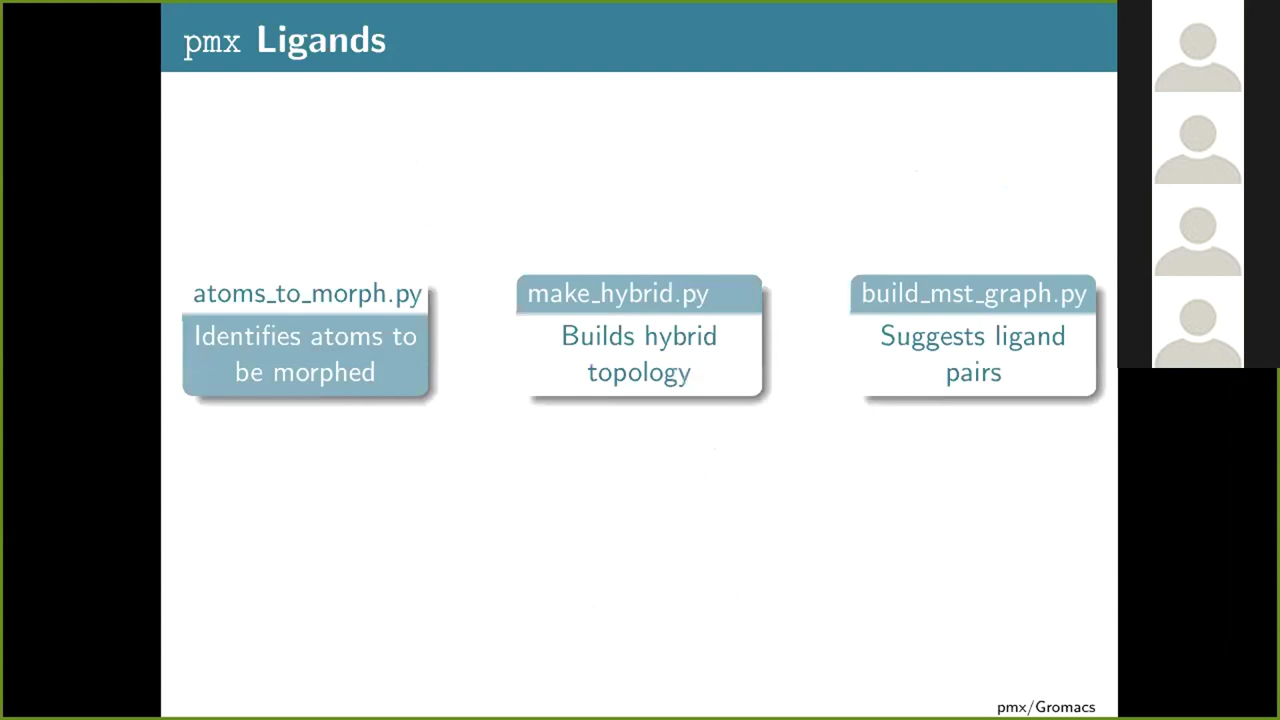 pmx Ligands
atoms_to_morph.py
Identifies atoms to
be morphed
make_hybrid.py
Builds hybrid
topology
build_mst_graph.py
Suggests ligand
pairs
pmx/Gromacs